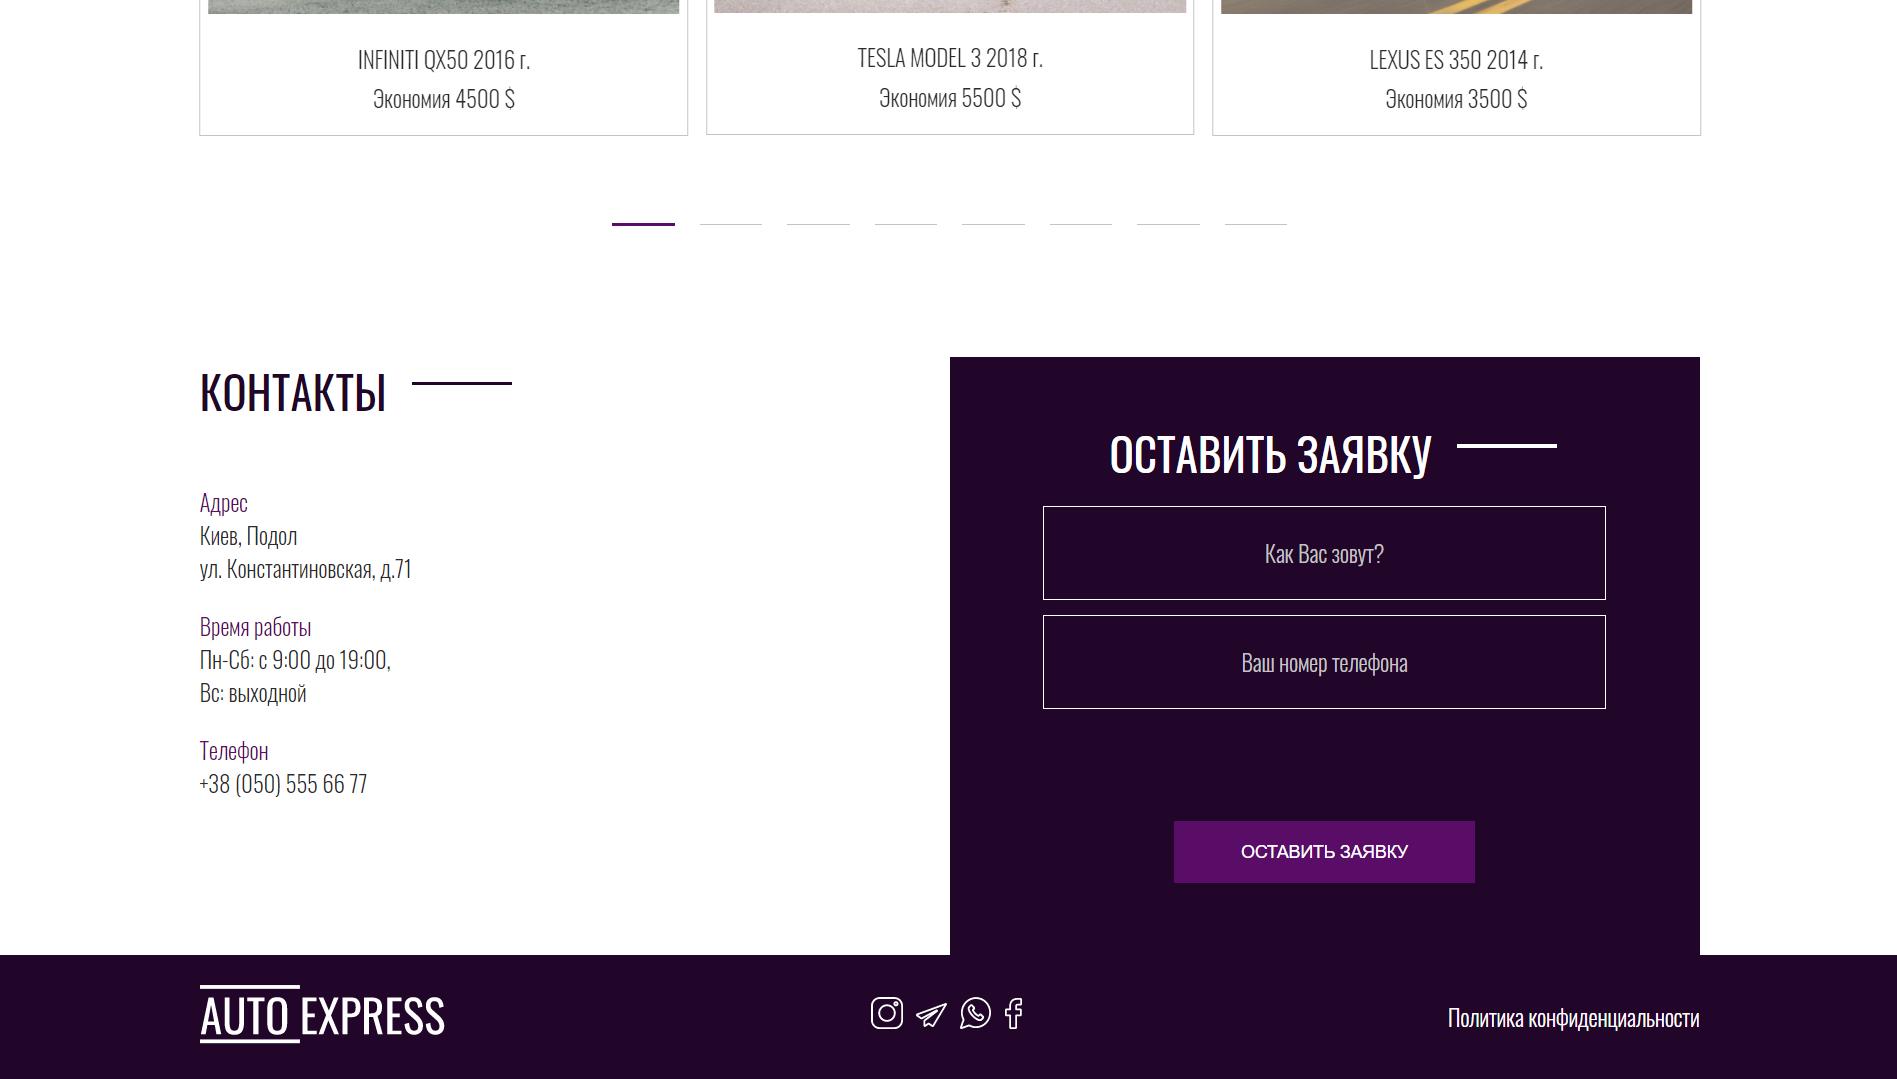 INFINITI QX50 2016 г.
Экономия 4500 $
TESLA MODEL 3 2018 г.
Экономия 5500 $
LEXUS ES 350 2014 г.
Экономия 3500 $
КОНТАКТЫ
Адрес
Киев, Подол
ул. Константиновская, д.71
Время работы
Пн-Сб: с 9:00 до 19:00,
Вс: выходной
Телефон
+38 (050) 555 66 77
ОСТАВИТЬ ЗАЯВКУ
Как Вас зовут?
Ваш номер телефона
ОСТАВИТЬ ЗАЯВКУ
AUTO EXPRESS
Политика конфиденциальности